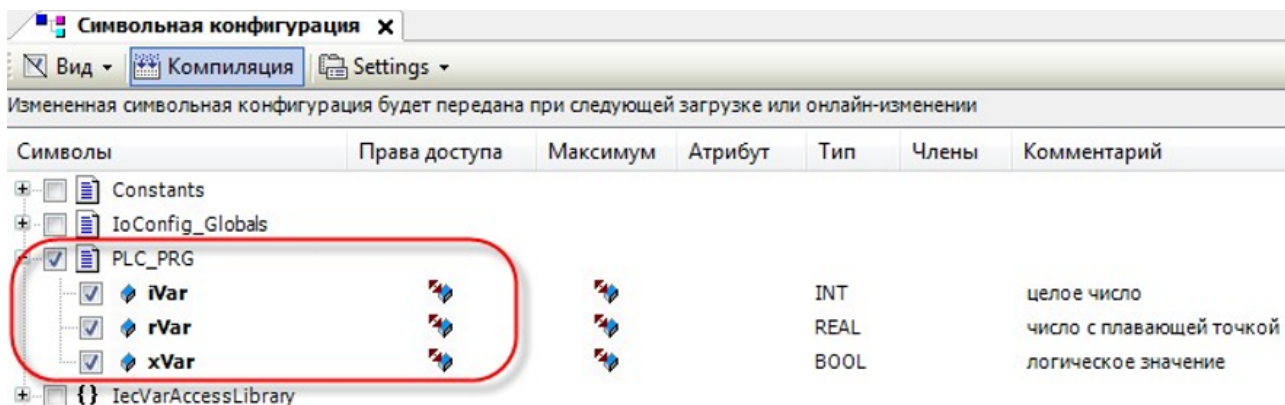 Символьная конфигурация
Вид Компиляция Settings
Измененная символьная конфигурация будет передана при следующей загрузке или онлайн-изменении
Символы Права доступа Максимум Атрибут Тип Члены Комментарий
Constants
IoConfig_Globals
PLC_PRG
iVar INT целое число
rVar REAL число с плавающей точкой
xVar BOOL логическое значение
{} IecVarAccessLibrary